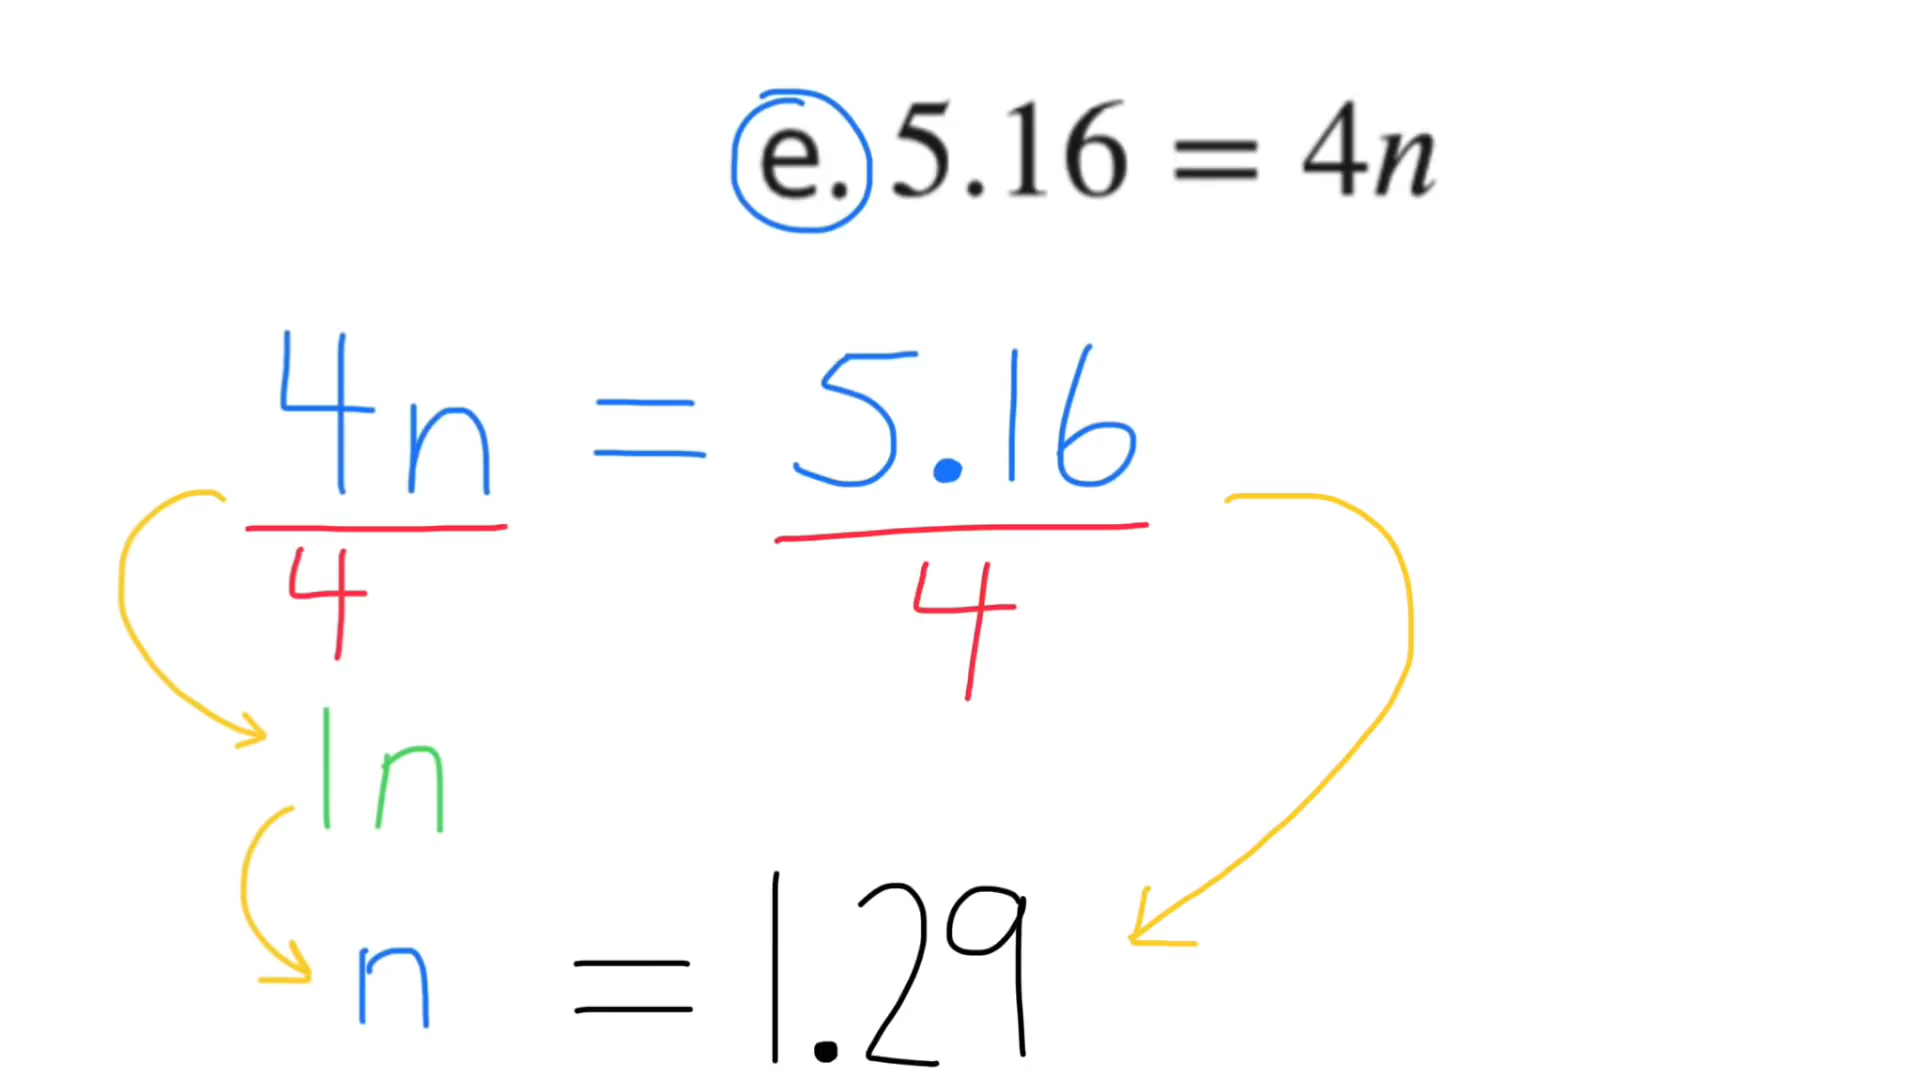 e. 5.16 = 4n
4n = 5.16
4 4
1n
n = 1.29